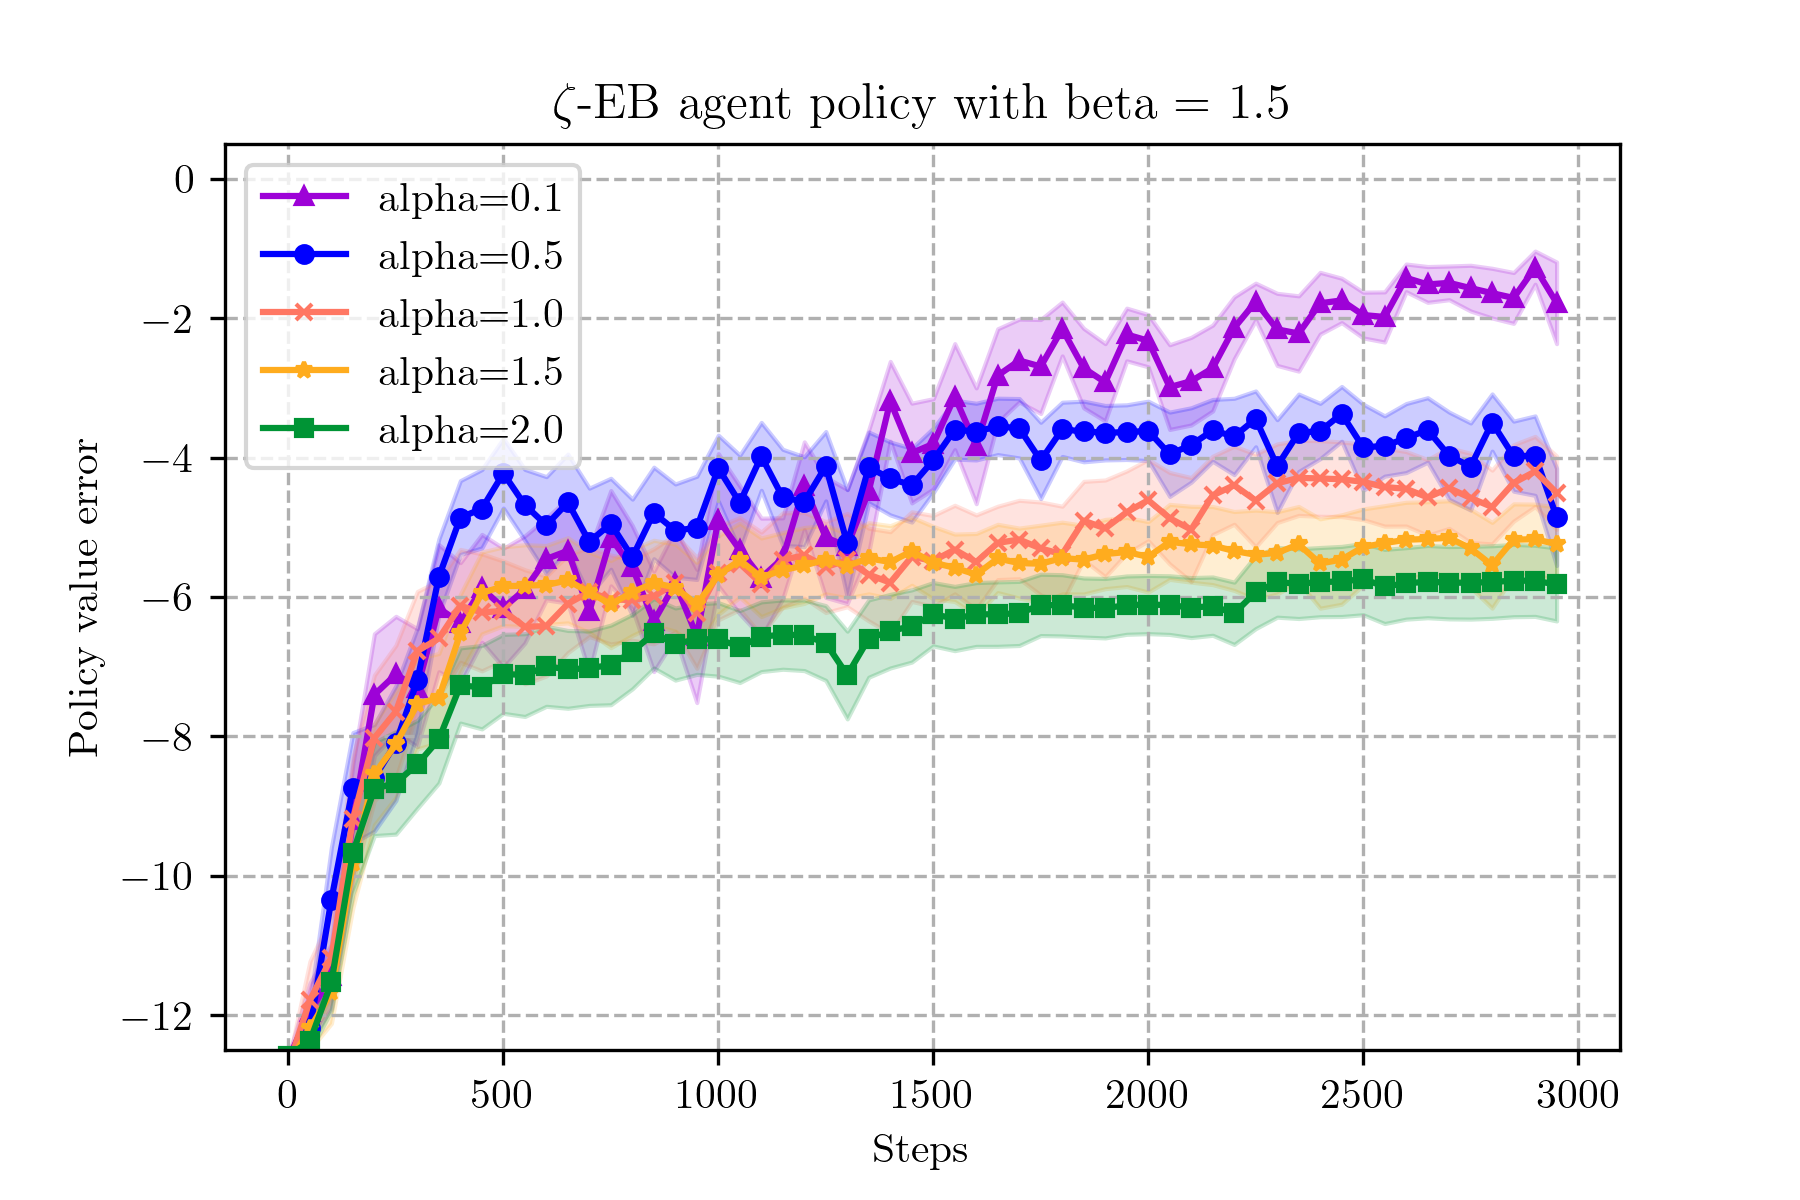 ζ-EB agent policy with beta = 1.5
alpha=0.1
alpha=0.5
alpha=1.0
alpha=1.5
alpha=2.0
Policy value error
0
−2
−4
−6
−8
−10
−12
0 500 1000 1500 2000 2500 3000
Steps